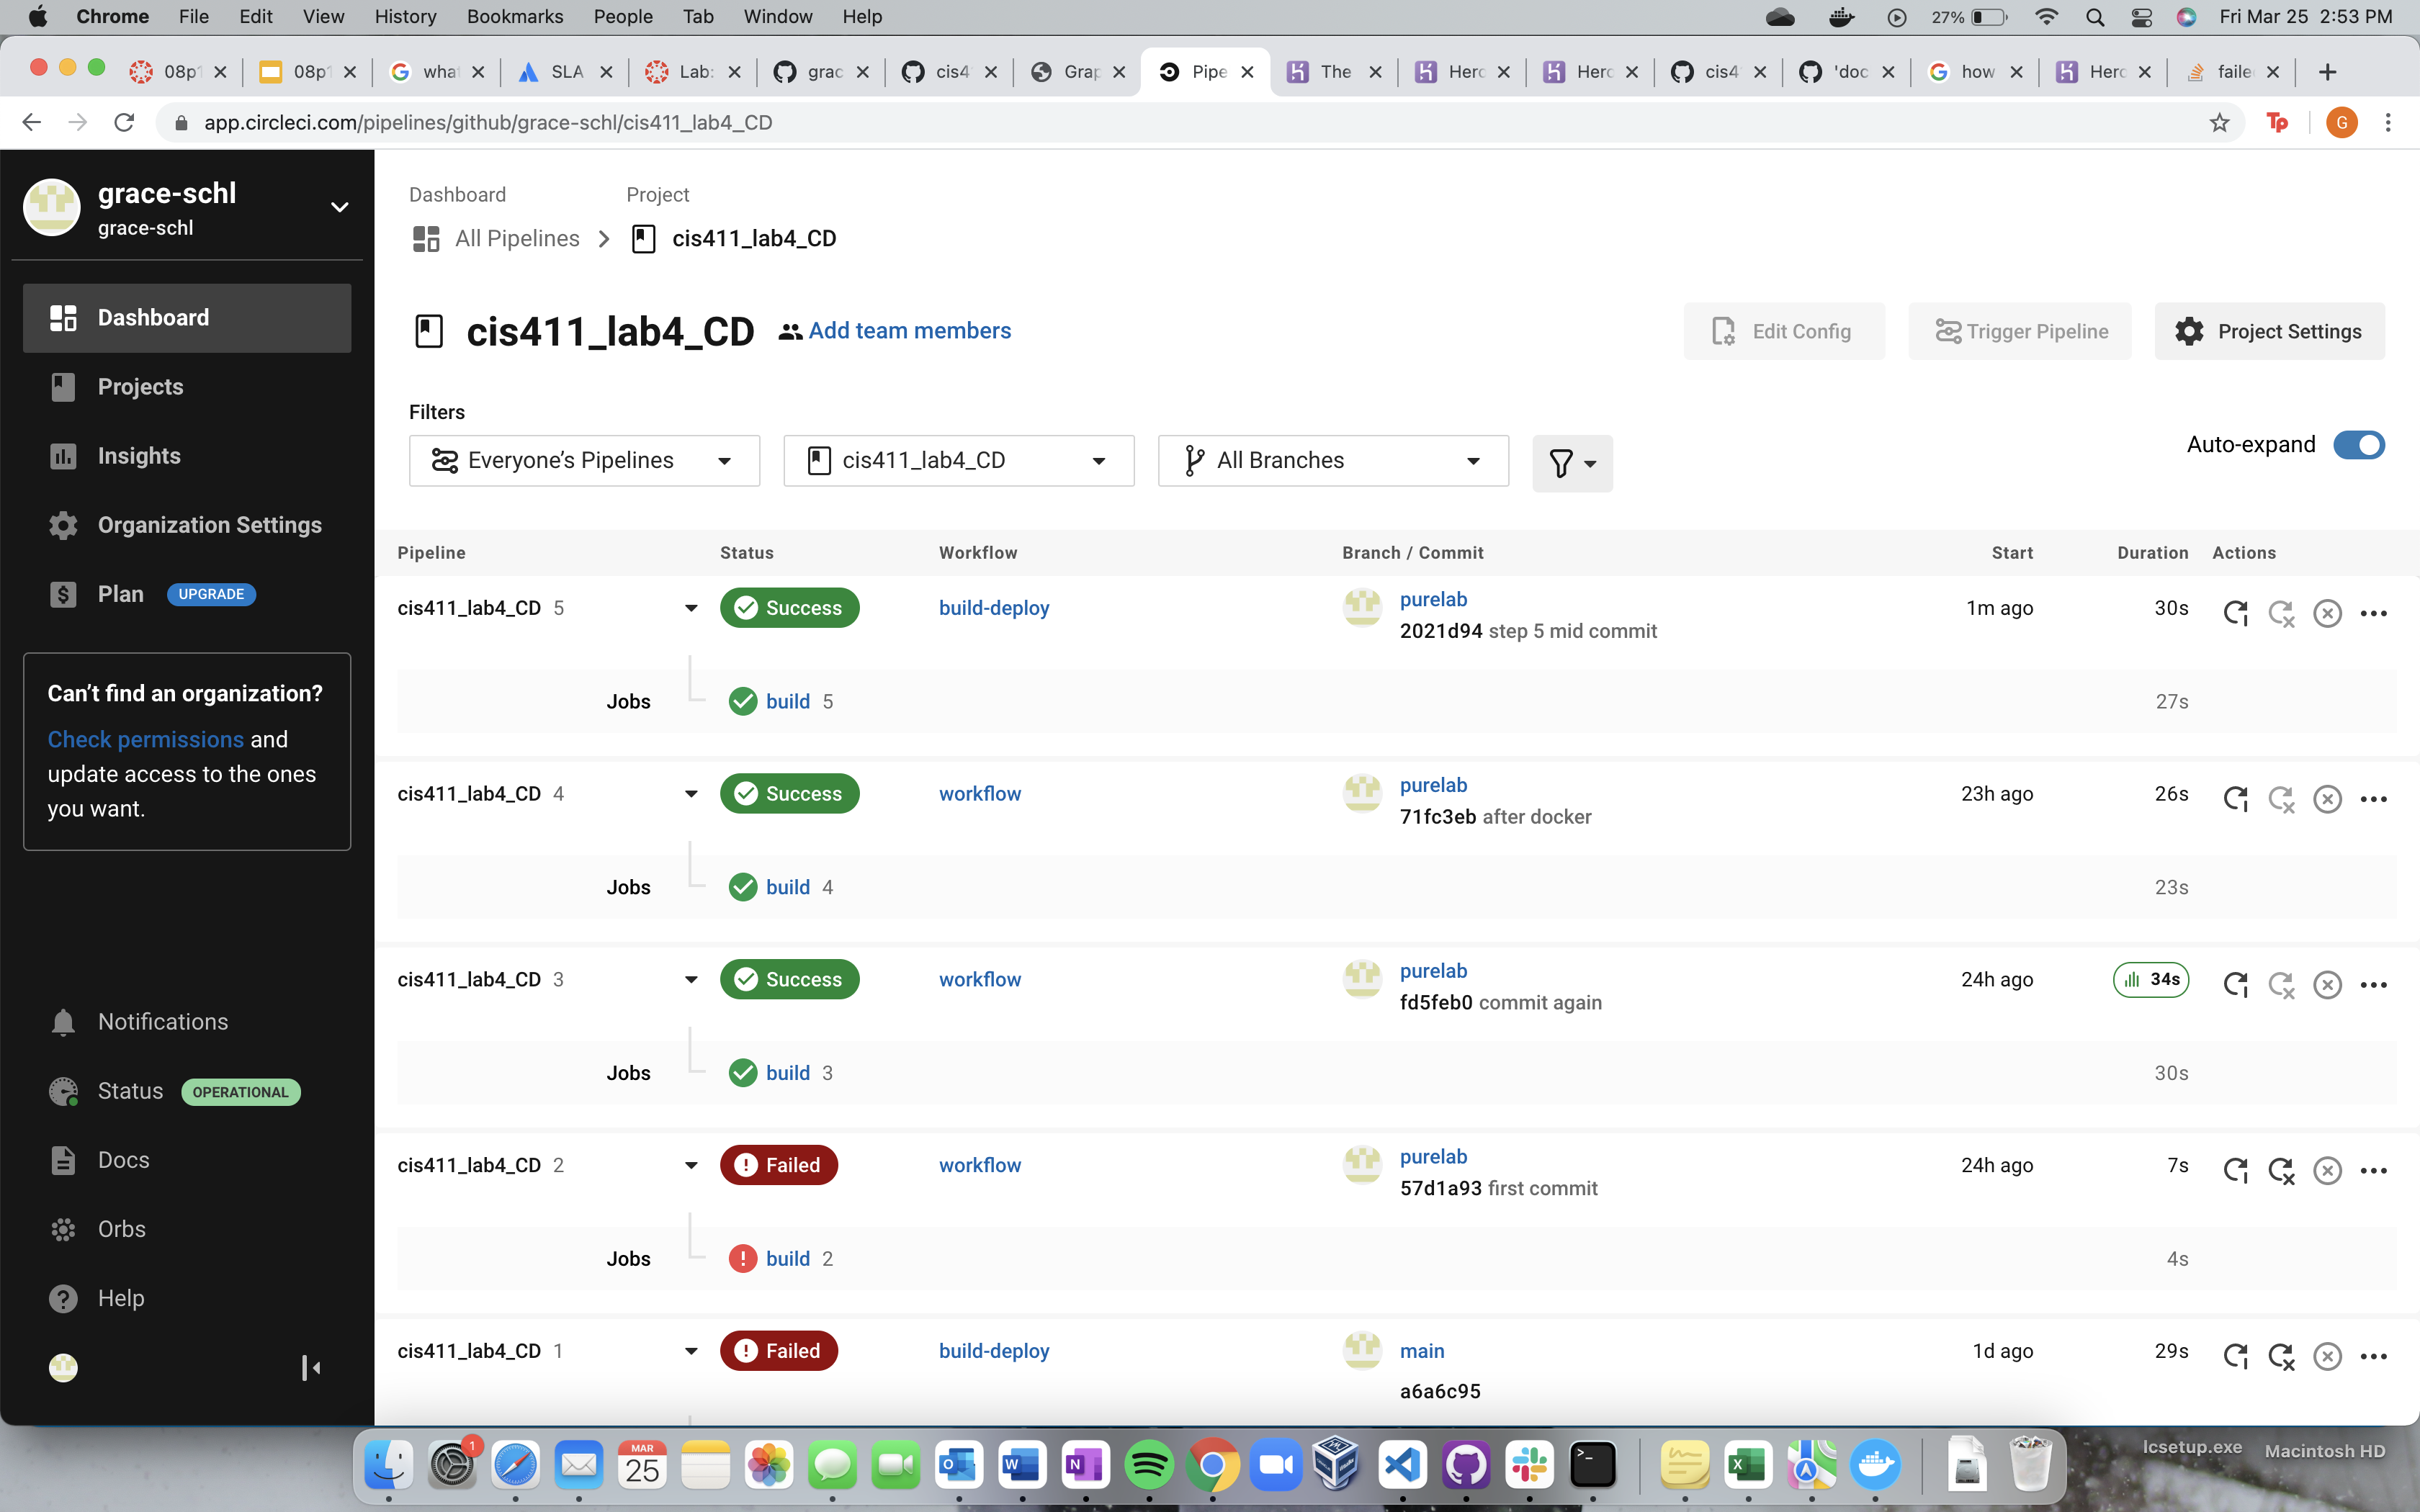 Chrome File Edit View History Bookmarks People Tab Window Help 27% Fri Mar 25 2:53 PM
08p1 08p1 wha SLA Lab: grac cis4 Grap Pipe The Herc Herc cis4 'doc how Herc faile
app.circleci.com/pipelines/github/grace-schl/cis411_lab4_CD Tp G
grace-schl
grace-schl
Dashboard
Projects
Insights
Organization Settings
Plan UPGRADE
Can’t find an organization?
Check permissions and
update access to the ones
you want.
Notifications
Status OPERATIONAL
Docs
Orbs
Help
Dashboard Project
All Pipelines cis411_lab4_CD
cis411_lab4_CD Add team members Edit Config Trigger Pipeline Project Settings
Filters
Everyone’s Pipelines cis411_lab4_CD All Branches Auto-expand
Pipeline Status Workflow Branch / Commit Start Duration Actions
cis411_lab4_CD 5 Success build-deploy purelab 1m ago 30s
2021d94 step 5 mid commit
Jobs build 5 27s
cis411_lab4_CD 4 Success workflow purelab 23h ago 26s
71fc3eb after docker
Jobs build 4 23s
cis411_lab4_CD 3 Success workflow purelab 24h ago 34s
fd5feb0 commit again
Jobs build 3 30s
cis411_lab4_CD 2 Failed workflow purelab 24h ago 7s
57d1a93 first commit
Jobs build 2 4s
cis411_lab4_CD 1 Failed build-deploy main 1d ago 29s
a6a6c95
1
MAR
25
lcsetup.exe Macintosh HD